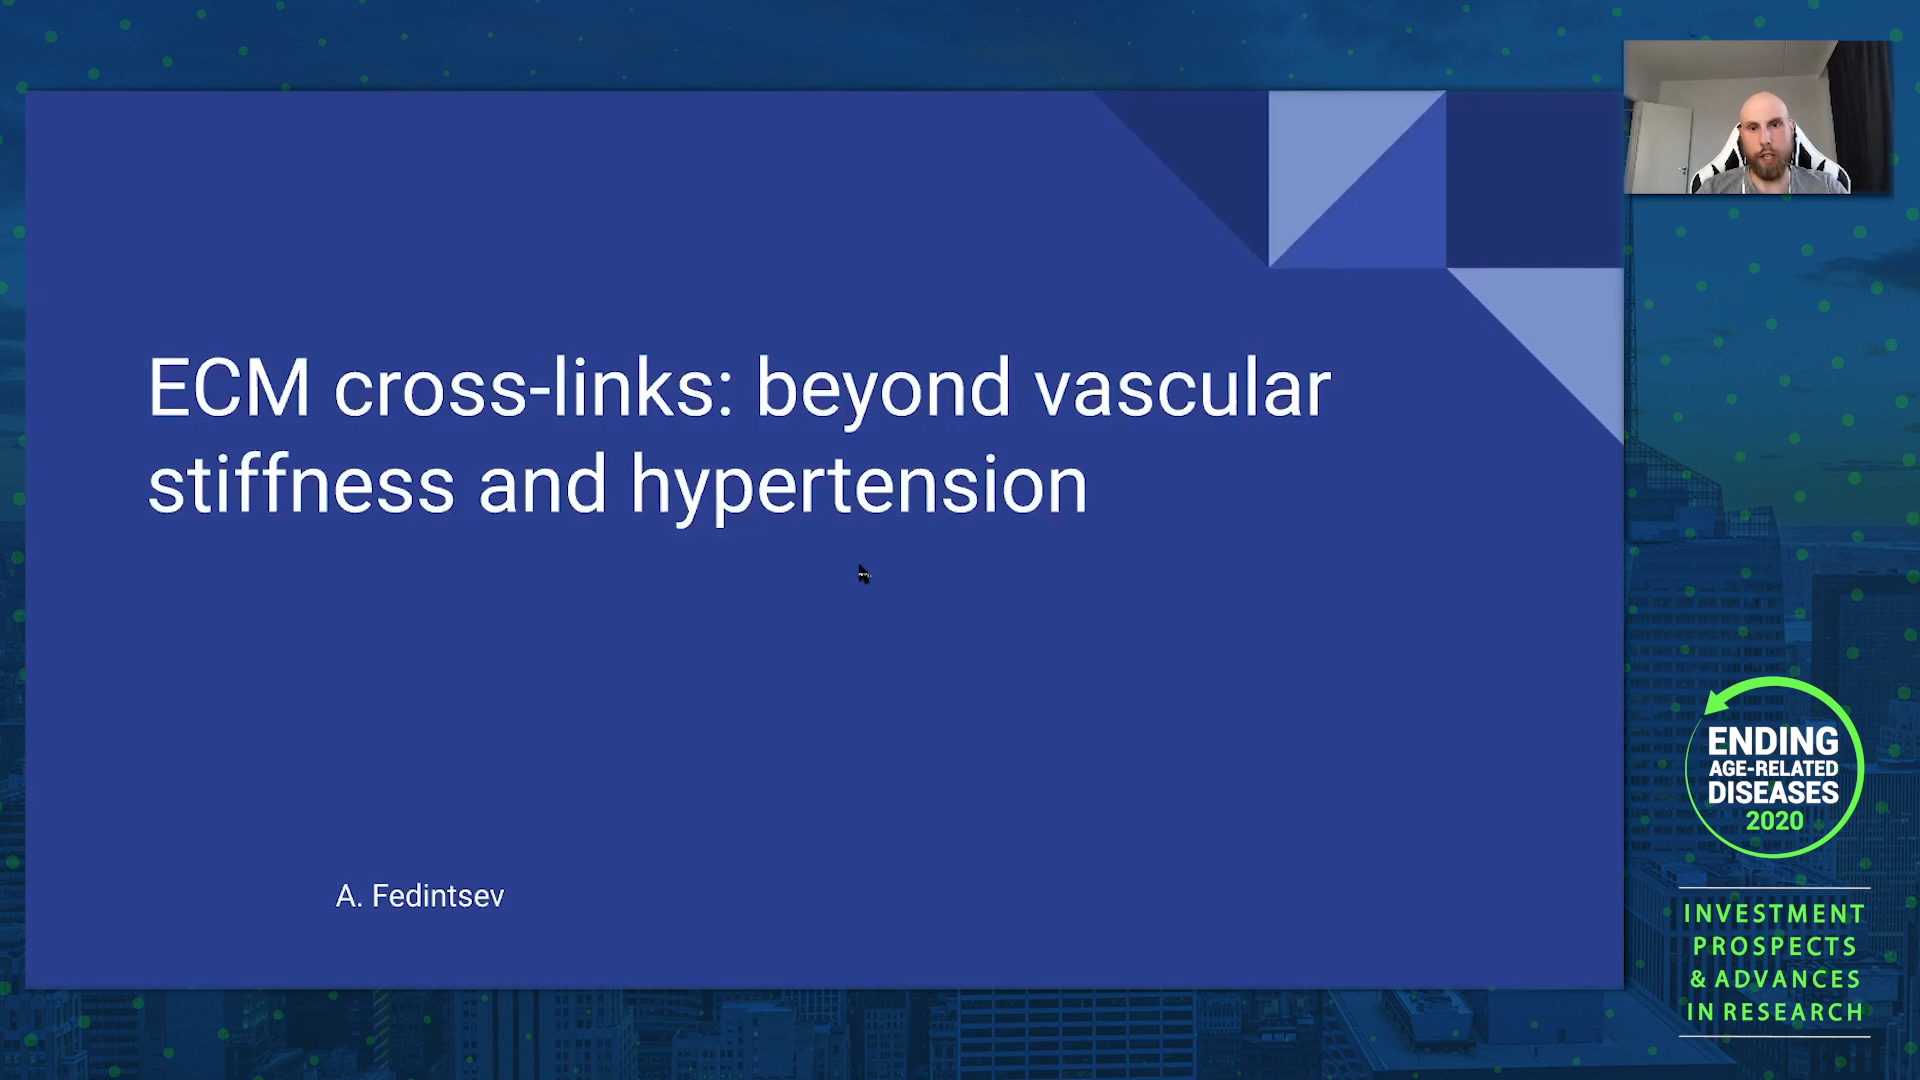 ECM cross-links: beyond vascular
stiffness and hypertension
A. Fedintsev
ENDING
AGE-RELATED
DISEASES
2020
INVESTMENT
PROSPECTS
& ADVANCES
IN RESEARCH